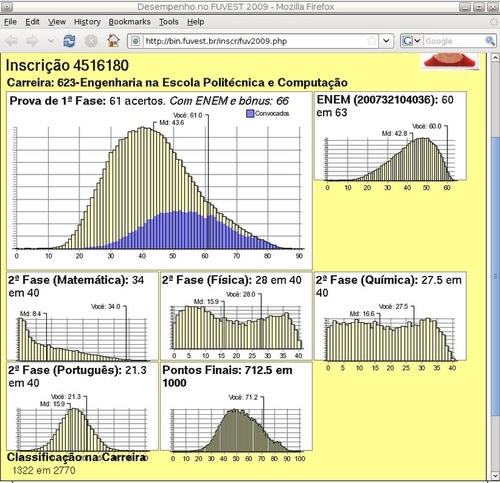 Desempenho no FUVEST 2009 - Mozilla Firefox
File Edit View History Bookmarks Tools Help
http://bin.fuvest.br/inscr/fuv2009.php
Google
Inscrição 4516180
Carreira: 623-Engenharia na Escola Politécnica e Computação
Prova de 1ª Fase: 61 acertos. Com ENEM e bônus: 66
Você: 61.0
Md: 43.6
Convocados
0 10 20 30 40 50 60 70 80 90
ENEM (200732104036): 60
em 63
Você: 60.0
Md: 42.8
0 10 20 30 40 50 60
2ª Fase (Matemática): 34
em 40
Você: 34.0
Md: 8.4
0 5 10 15 20 25 30 35 40
2ª Fase (Física): 28 em 40
Você: 28.0
Md: 15.9
0 5 10 15 20 25 30 35 40
2ª Fase (Química): 27.5 em
40
Você: 27.5
Md: 16.6
0 5 10 15 20 25 30 35 40
2ª Fase (Português): 21.3
em 40
Você: 21.3
Md: 15.9
Pontos Finais: 712.5 em
1000
Você: 71.2
0 10 20 30 40 50 60 70 80 90 100
Classificação na Carreira
1322 em 2770